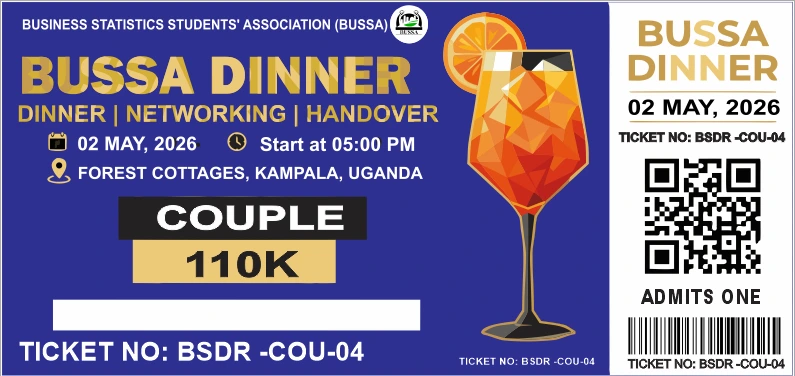 BUSINESS STATISTICS STUDENTS' ASSOCIATION (BUSSA)
BUSSA
BUSSA DINNER
DINNER | NETWORKING | HANDOVER
02 MAY, 2026
Start at 05:00 PM
FOREST COTTAGES, KAMPALA, UGANDA
COUPLE
110K
TICKET NO: BSDR -COU-04
TICKET NO: BSDR -COU-04
BUSSA
DINNER
02 MAY, 2026
TICKET NO: BSDR -COU-04
ADMITS ONE
TICKET NO: BSDR -COU-04